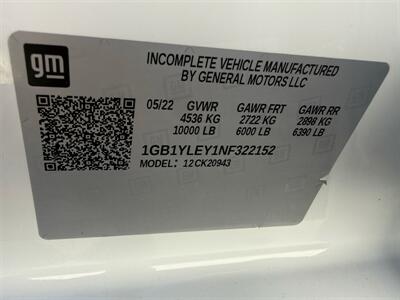 gm
INCOMPLETE VEHICLE MANUFACTURED
BY GENERAL MOTORS LLC
05/22 GVWR GAWR FRT GAWR RR
4536 KG 2722 KG 2898 KG
10000 LB 6000 LB 6390 LB
1GB1YLEY1NF322152
MODEL: 12CK20943